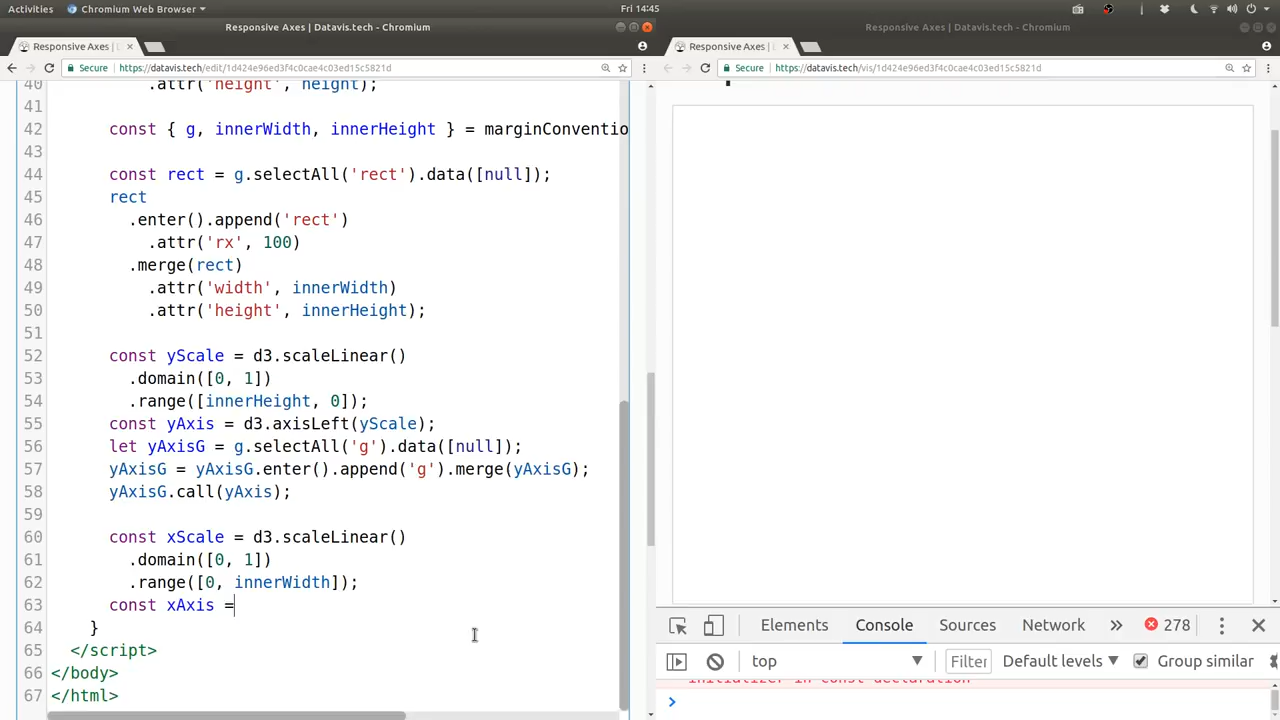 Activities Chromium Web Browser Fri 14:45
Responsive Axes | Datavis.tech - Chromium
Responsive Axes |
Secure https://datavis.tech/edit/1d424e96ed3f4c0cae4c03ed15c5821d
40 .attr('height', height);
41
42 const { g, innerWidth, innerHeight } = marginConventio
43
44 const rect = g.selectAll('rect').data([null]);
45 rect
46 .enter().append('rect')
47 .attr('rx', 100)
48 .merge(rect)
49 .attr('width', innerWidth)
50 .attr('height', innerHeight);
51
52 const yScale = d3.scaleLinear()
53 .domain([0, 1])
54 .range([innerHeight, 0]);
55 const yAxis = d3.axisLeft(yScale);
56 let yAxisG = g.selectAll('g').data([null]);
57 yAxisG = yAxisG.enter().append('g').merge(yAxisG);
58 yAxisG.call(yAxis);
59
60 const xScale = d3.scaleLinear()
61 .domain([0, 1])
62 .range([0, innerWidth]);
63 const xAxis =
64 }
65 </script>
66 </body>
67 </html>
Responsive Axes | Datavis.tech - Chromium
Responsive Axes |
Secure https://datavis.tech/vis/1d424e96ed3f4c0cae4c03ed15c5821d
Elements Console Sources Network 278
top Filter Default levels Group similar
initializer in const declaration